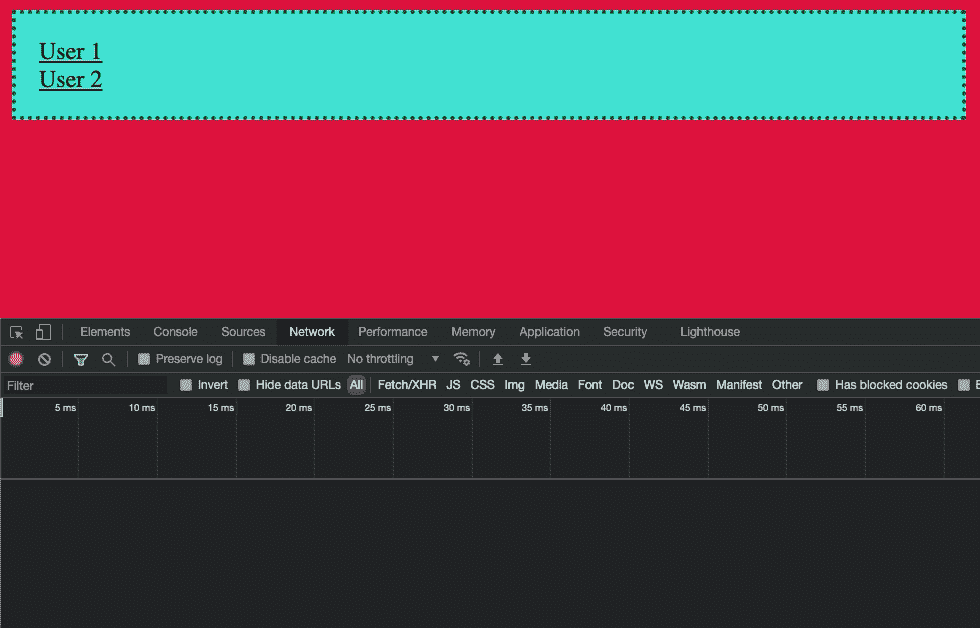 User 1
User 2
Elements Console Sources Network Performance Memory Application Security Lighthouse
Preserve log Disable cache No throttling
Filter Invert Hide data URLs All Fetch/XHR JS CSS Img Media Font Doc WS Wasm Manifest Other Has blocked cookies
5 ms 10 ms 15 ms 20 ms 25 ms 30 ms 35 ms 40 ms 45 ms 50 ms 55 ms 60 ms